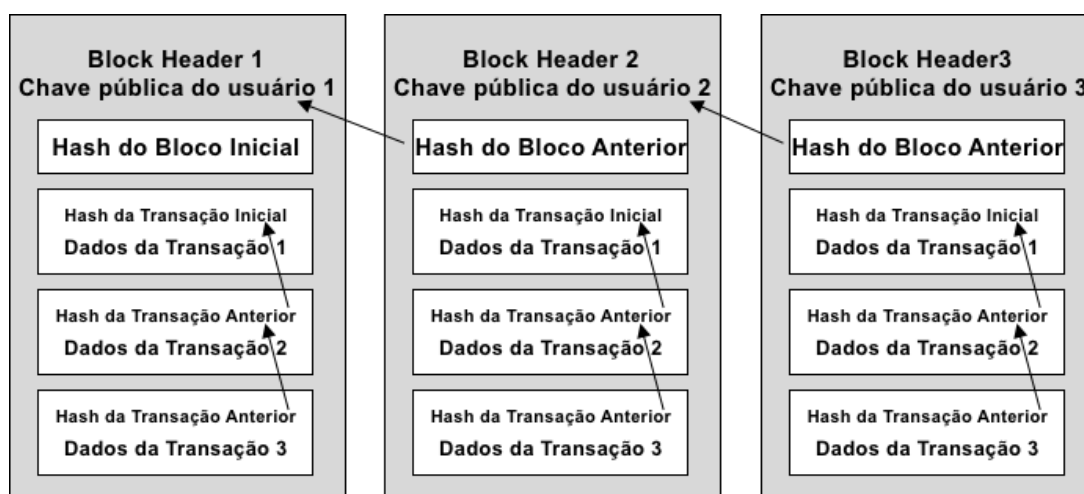 Block Header 1
Chave pública do usuário 1
Hash do Bloco Inicial
Hash da Transação Inicial
Dados da Transação 1
Hash da Transação Anterior
Dados da Transação 2
Hash da Transação Anterior
Dados da Transação 3
Block Header 2
Chave pública do usuário 2
Hash do Bloco Anterior
Hash da Transação Inicial
Dados da Transação 1
Hash da Transação Anterior
Dados da Transação 2
Hash da Transação Anterior
Dados da Transação 3
Block Header3
Chave pública do usuário 3
Hash do Bloco Anterior
Hash da Transação Inicial
Dados da Transação 1
Hash da Transação Anterior
Dados da Transação 2
Hash da Transação Anterior
Dados da Transação 3